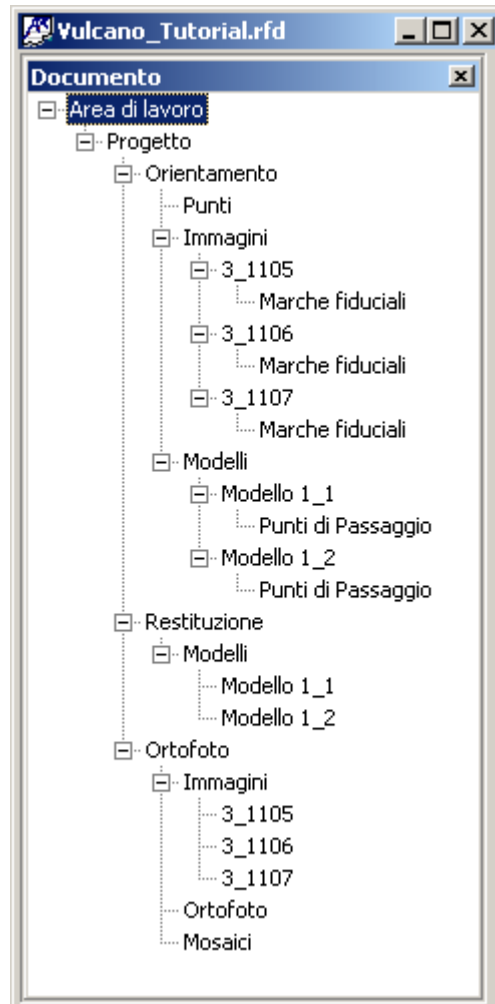 Vulcano_Tutorial.rfd
Documento
Area di lavoro
Progetto
Orientamento
Punti
Immagini
3_1105
Marche fiduciali
3_1106
Marche fiduciali
3_1107
Marche fiduciali
Modelli
Modello 1_1
Punti di Passaggio
Modello 1_2
Punti di Passaggio
Restituzione
Modelli
Modello 1_1
Modello 1_2
Ortofoto
Immagini
3_1105
3_1106
3_1107
Ortofoto
Mosaici